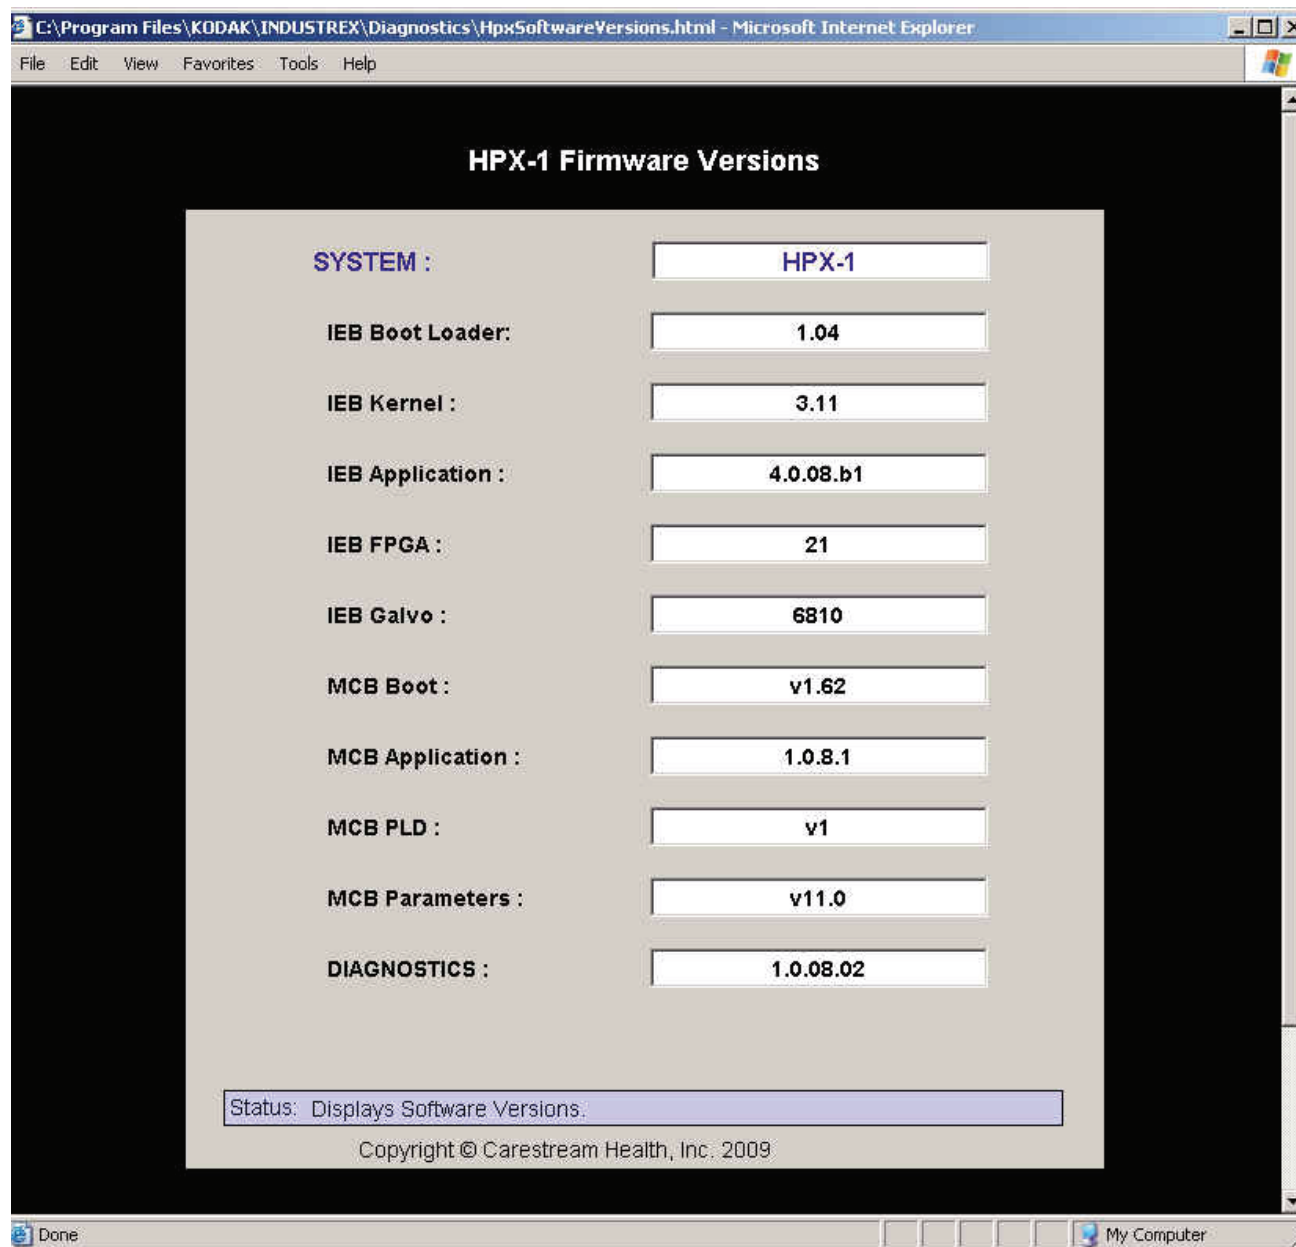 C:\Program Files\KODAK\INDUSTREX\Diagnostics\HpxSoftwareVersions.html - Microsoft Internet Explorer
File Edit View Favorites Tools Help
HPX-1 Firmware Versions
SYSTEM : HPX-1
IEB Boot Loader: 1.04
IEB Kernel : 3.11
IEB Application : 4.0.08.b1
IEB FPGA : 21
IEB Galvo : 6810
MCB Boot : v1.62
MCB Application : 1.0.8.1
MCB PLD : v1
MCB Parameters : v11.0
DIAGNOSTICS : 1.0.08.02
Status: Displays Software Versions.
Copyright © Carestream Health, Inc. 2009
Done My Computer